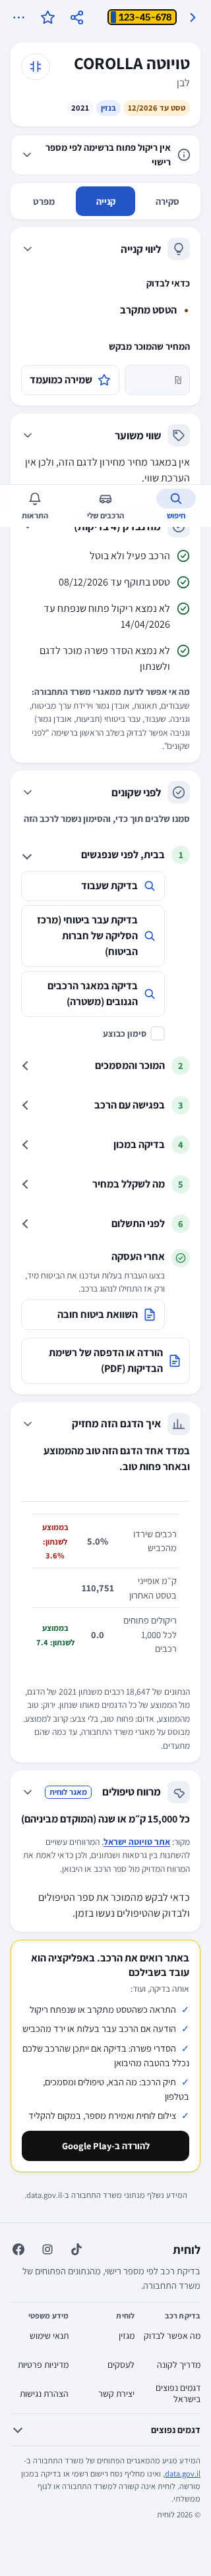 123-45-678
טויוטה COROLLA
לבן
טסט עד 12/2026
בנזין
2021
אין ריקול פתוח ברשימה לפי מספר
רישוי
סקירה
קנייה
מפרט
ליווי קנייה
כדאי לבדוק
הטסט מתקרב
המחיר שהמוכר מבקש
₪
שמירה כמועמד
שווי משוער
אין במאגר מחיר מחירון לדגם הזה, ולכן אין
הערכת שווי.
חיפוש
הרכבים שלי
התראות
הרכב פעיל ולא בוטל
טסט בתוקף עד 08/12/2026
לא נמצא ריקול פתוח שנפתח עד
14/04/2026
לא נמצא הסדר פשרה מוכר לדגם
ולשנתון
מה אי אפשר לדעת ממאגרי משרד התחבורה:
שעבודים, תאונות, אובדן גמור וירידת ערך מביטוח,
וגניבה. שעבוד, עבר ביטוחי (תביעות, אובדן גמור)
וגניבה אפשר לבדוק בשלב הראשון ברשימה "לפני
שקונים".
לפני שקונים
סמנו שלבים תוך כדי, והסימון נשמר לרכב הזה
1
בבית, לפני שנפגשים
בדיקת שעבוד
בדיקת עבר ביטוחי (מרכז
הסליקה של חברות
הביטוח)
בדיקה במאגר הרכבים
הגנובים (משטרה)
סימון כבוצע
2
המוכר והמסמכים
3
בפגישה עם הרכב
4
בדיקה במכון
5
מה לשקלל במחיר
6
לפני התשלום
אחרי העסקה
בצעו העברת בעלות ועדכנו את הביטוח מיד,
ורק אז התחילו לנהוג ברכב.
השוואת ביטוח חובה
הורדה או הדפסה של רשימת
הבדיקות (PDF)
איך הדגם הזה מחזיק
במדד אחד הדגם הזה טוב מהממוצע
ובאחר פחות טוב.
רכבים שירדו
מהכביש
5.0%
בממוצע
לשנתון:
3.6%
ק״מ אופייני
בטסט האחרון
110,751
ריקולים פתוחים
לכל 1,000
רכבים
0.0
בממוצע
לשנתון: 7.4
הנתונים של 18,647 רכבים משנתון 2021 של הדגם,
מול הממוצע של כל הדגמים מאותו שנתון. ירוק: טוב
מהממוצע, אדום: פחות טוב, בלי צבע: קרוב לממוצע.
מבוסס על מאגרי משרד התחבורה, עד כמה שהם
מתעדים.
מרווח טיפולים
מאגר לוחית
כל 15,000 ק״מ או שנה (המוקדם מביניהם)
מקור: אתר טויוטה ישראל. המרווחים עשויים
להשתנות בין גרסאות ושנתונים, ולכן כדאי לאמת את
המרווח המדויק מול ספר הרכב או היבואן.
כדאי לבקש מהמוכר את ספר הטיפולים
ולבדוק שהטיפולים נעשו בזמן.
באתר רואים את הרכב. באפליקציה הוא
עובד בשבילכם
אותה בדיקה, ועוד:
✓ התראה כשהטסט מתקרב או שנפתח ריקול
✓ הודעה אם הרכב עבר בעלות או ירד מהכביש
✓ הסדרי פשרה: בדיקה אם ייתכן שהרכב שלכם
נכלל בהטבה מהיבואן
✓ תיק הרכב: מה הבא, טיפולים ומסמכים,
בטלפון
✓ צילום לוחית ואמירת מספר, במקום להקליד
להורדה ב-Google Play
המידע נשלף מנתוני משרד התחבורה ב-data.gov.il.
לוחית
בדיקת רכב לפי מספר רישוי, מהנתונים הפתוחים של
משרד התחבורה.
בדיקת רכב
לוחית
מידע משפטי
מה אפשר לבדוק
מגזין
תנאי שימוש
מדריך לקונה
לעסקים
מדיניות פרטיות
דגמים נפוצים
בישראל
יצירת קשר
הצהרת נגישות
דגמים נפוצים
המידע מגיע מהמאגרים הפתוחים של משרד התחבורה ב-
data.gov.il, ואינו מחליף נסח רישום רשמי או בדיקה במכון
מורשה. לוחית אינה קשורה למשרד התחבורה או לגוף
ממשלתי.
© 2026 לוחית